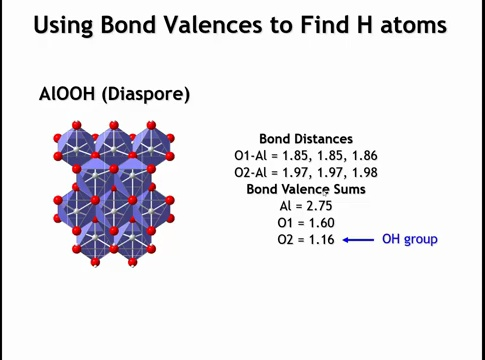 Using Bond Valences to Find H atoms
AlOOH (Diaspore)
Bond Distances
O1-Al = 1.85, 1.85, 1.86
O2-Al = 1.97, 1.97, 1.98
Bond Valence Sums
Al = 2.75
O1 = 1.60
O2 = 1.16
OH group